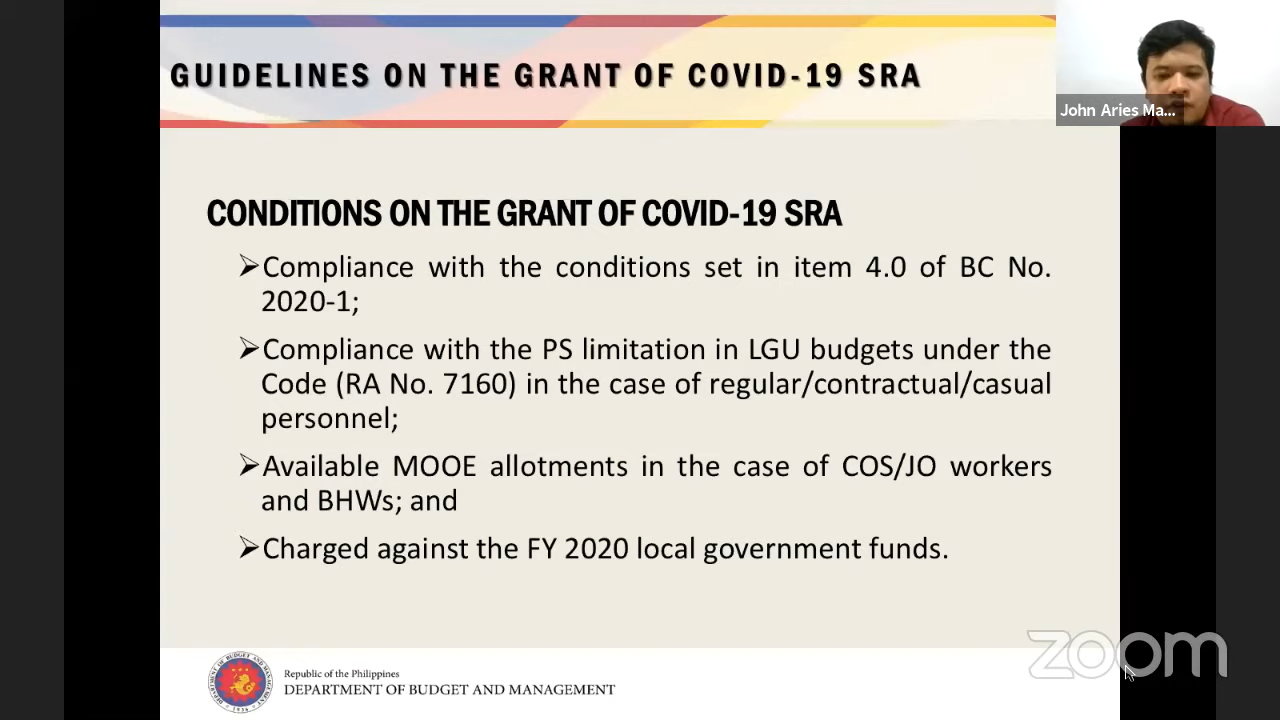 GUIDELINES ON THE GRANT OF COVID-19 SRA
John Aries Ma...
CONDITIONS ON THE GRANT OF COVID-19 SRA
➢Compliance with the conditions set in item 4.0 of BC No.
2020-1;
➢Compliance with the PS limitation in LGU budgets under the
Code (RA No. 7160) in the case of regular/contractual/casual
personnel;
➢Available MOOE allotments in the case of COS/JO workers
and BHWs; and
➢Charged against the FY 2020 local government funds.
Republic of the Philippines
DEPARTMENT OF BUDGET AND MANAGEMENT
zoom